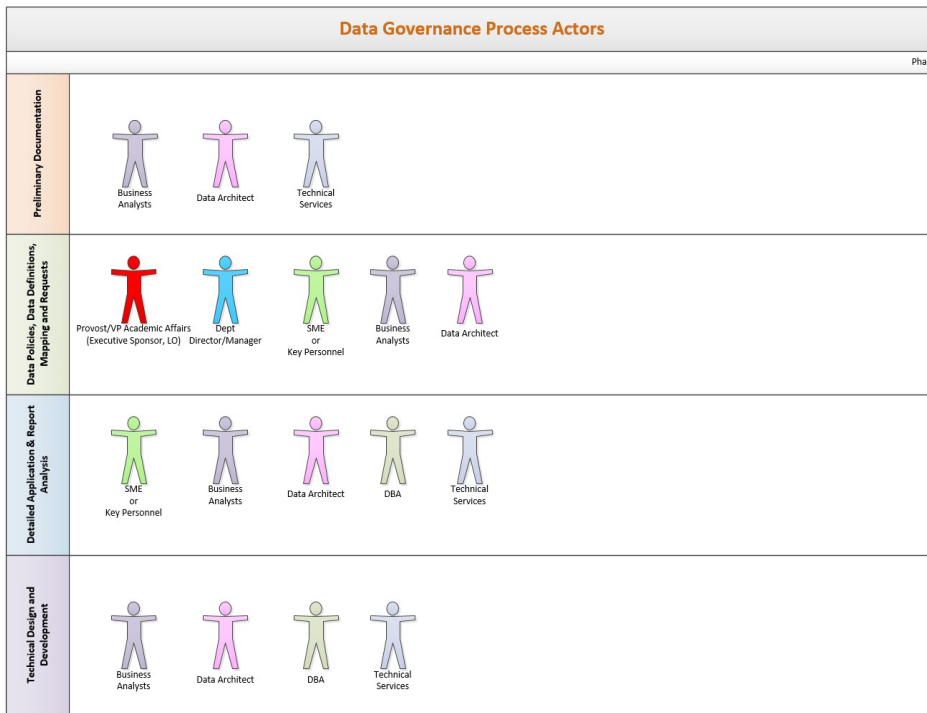 Data Governance Process Actors
Pha
Preliminary Documentation
Business
Analysts
Data Architect
Technical
Services
Data Policies, Data Definitions,
Mapping and Requests
Provost/VP Academic Affairs
(Executive Sponsor, LO)
Dept
Director/Manager
SME
or
Key Personnel
Business
Analysts
Data Architect
Detailed Application & Report
Analysis
SME
or
Key Personnel
Business
Analysts
Data Architect
DBA
Technical
Services
Technical Design and
Development
Business
Analysts
Data Architect
DBA
Technical
Services